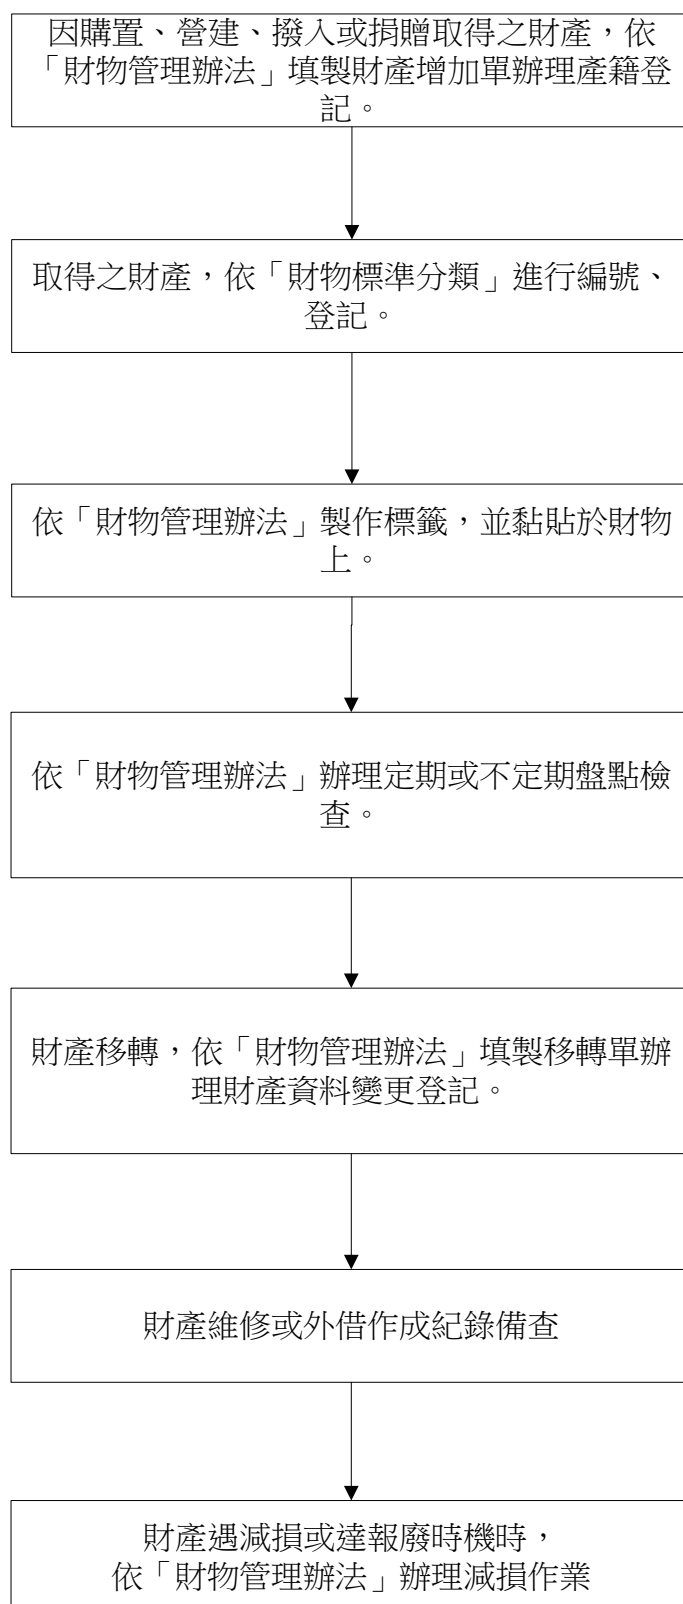 因購置、營建、撥入或捐贈取得之財產，依
「財物管理辦法」填製財產增加單辦理產籍登
記。
取得之財產，依「財物標準分類」進行編號、
登記。
依「財物管理辦法」製作標籤，並黏貼於財物
上。
依「財物管理辦法」辦理定期或不定期盤點檢
查。
財產移轉，依「財物管理辦法」填製移轉單辦
理財產資料變更登記。
財產維修或外借作成紀錄備查
財產遇減損或達報廢時機時，
依「財物管理辦法」辦理減損作業